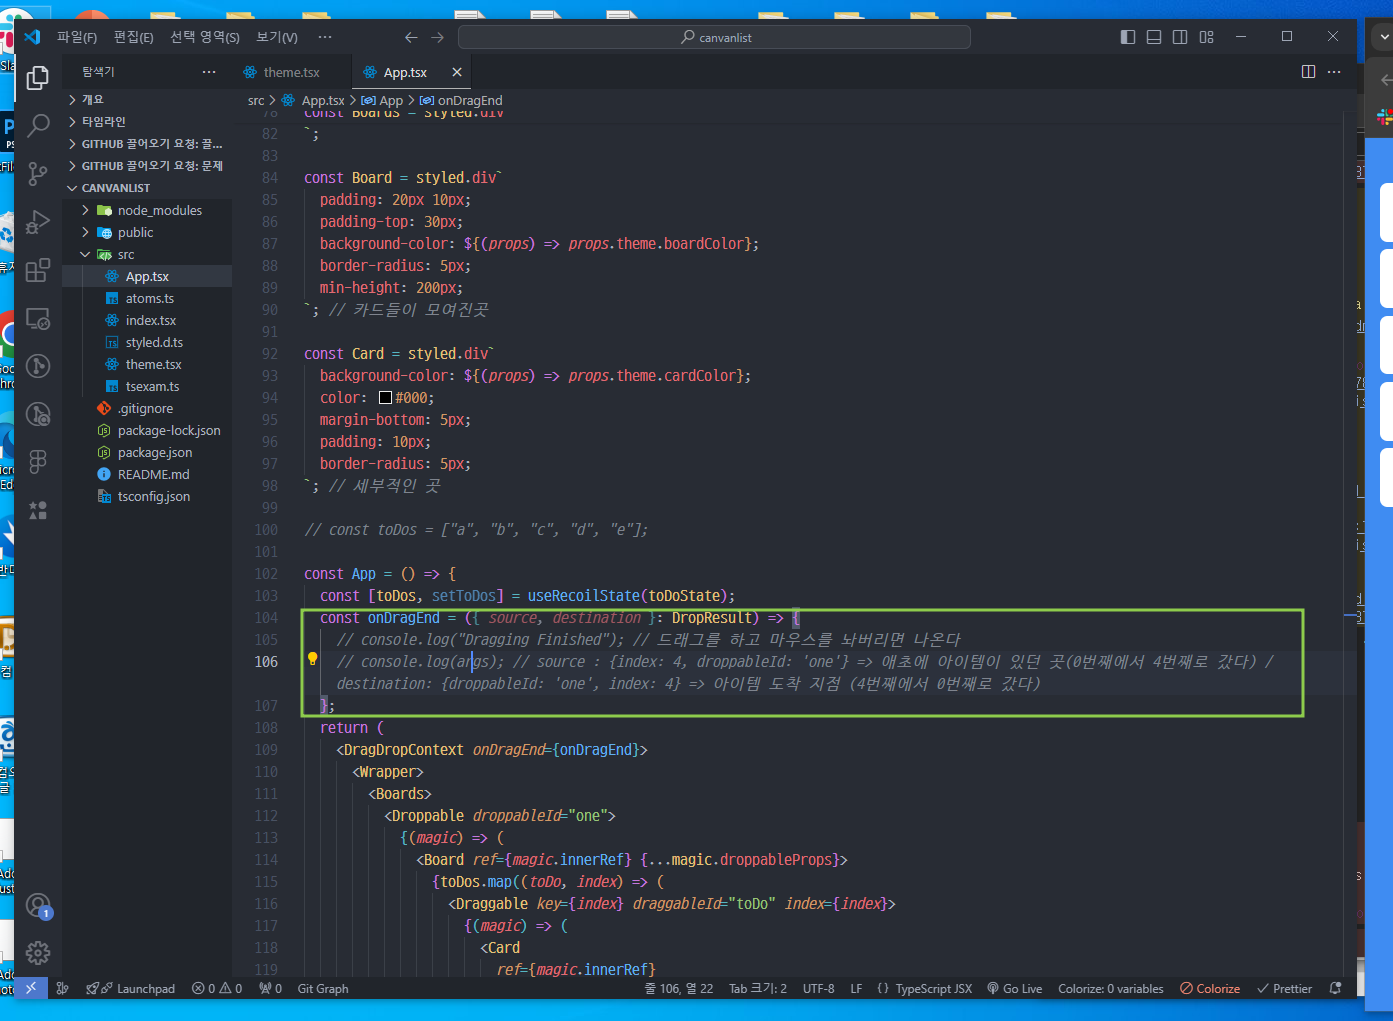 파일(F) 편집(E) 선택 영역(S) 보기(V) ··· canvanlist
탐색기 ···
theme.tsx App.tsx
src > App.tsx > App > onDragEnd
개요
타임라인
GITHUB 끌어오기 요청: 끌...
GITHUB 끌어오기 요청: 문제
CANVANLIST
node_modules
public
src
App.tsx
atoms.ts
index.tsx
styled.d.ts
theme.tsx
tsexam.ts
.gitignore
package-lock.json
package.json
README.md
tsconfig.json
78 const Boards = styled.div`
82 `;
83
84 const Board = styled.div`
85 padding: 20px 10px;
86 padding-top: 30px;
87 background-color: ${(props) => props.theme.boardColor};
88 border-radius: 5px;
89 min-height: 200px;
90 `; // 카드들이 모여진곳
91
92 const Card = styled.div`
93 background-color: ${(props) => props.theme.cardColor};
94 color: #000;
95 margin-bottom: 5px;
96 padding: 10px;
97 border-radius: 5px;
98 `; // 세부적인 곳
99
100 // const toDos = ["a", "b", "c", "d", "e"];
101
102 const App = () => {
103 const [toDos, setToDos] = useRecoilState(toDoState);
104 const onDragEnd = ({ source, destination }: DropResult) => {
105 // console.log("Dragging Finished"); // 드래그를 하고 마우스를 놔버리면 나온다
106 // console.log(args); // source : {index: 4, droppableId: 'one'} => 애초에 아이템이 있던 곳(0번째에서 4번째로 갔다) /
destination: {droppableId: 'one', index: 4} => 아이템 도착 지점 (4번째에서 0번째로 갔다)
107 };
108 return (
109 <DragDropContext onDragEnd={onDragEnd}>
110 <Wrapper>
111 <Boards>
112 <Droppable droppableId="one">
113 {(magic) => (
114 <Board ref={magic.innerRef} {...magic.droppableProps}>
115 {toDos.map((toDo, index) => (
116 <Draggable key={index} draggableId="toDo" index={index}>
117 {(magic) => (
118 <Card
119 ref={magic.innerRef}
1
Launchpad 0 0 0 Git Graph 줄 106, 열 22 Tab 크기: 2 UTF-8 LF {} TypeScript JSX Go Live Colorize: 0 variables Colorize Prettier